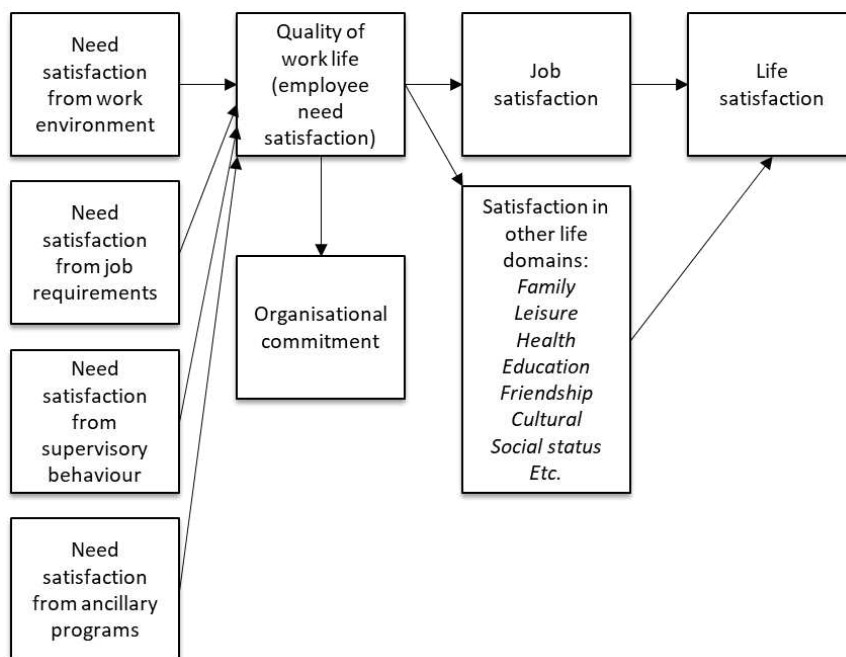 Need
satisfaction
from work
environment
Quality of
work life
(employee
need
satisfaction)
Job
satisfaction
Life
satisfaction
Need
satisfaction
from job
requirements
Organisational
commitment
Satisfaction in
other life
domains:
Family
Leisure
Health
Education
Friendship
Cultural
Social status
Etc.
Need
satisfaction
from
supervisory
behaviour
Need
satisfaction
from ancillary
programs